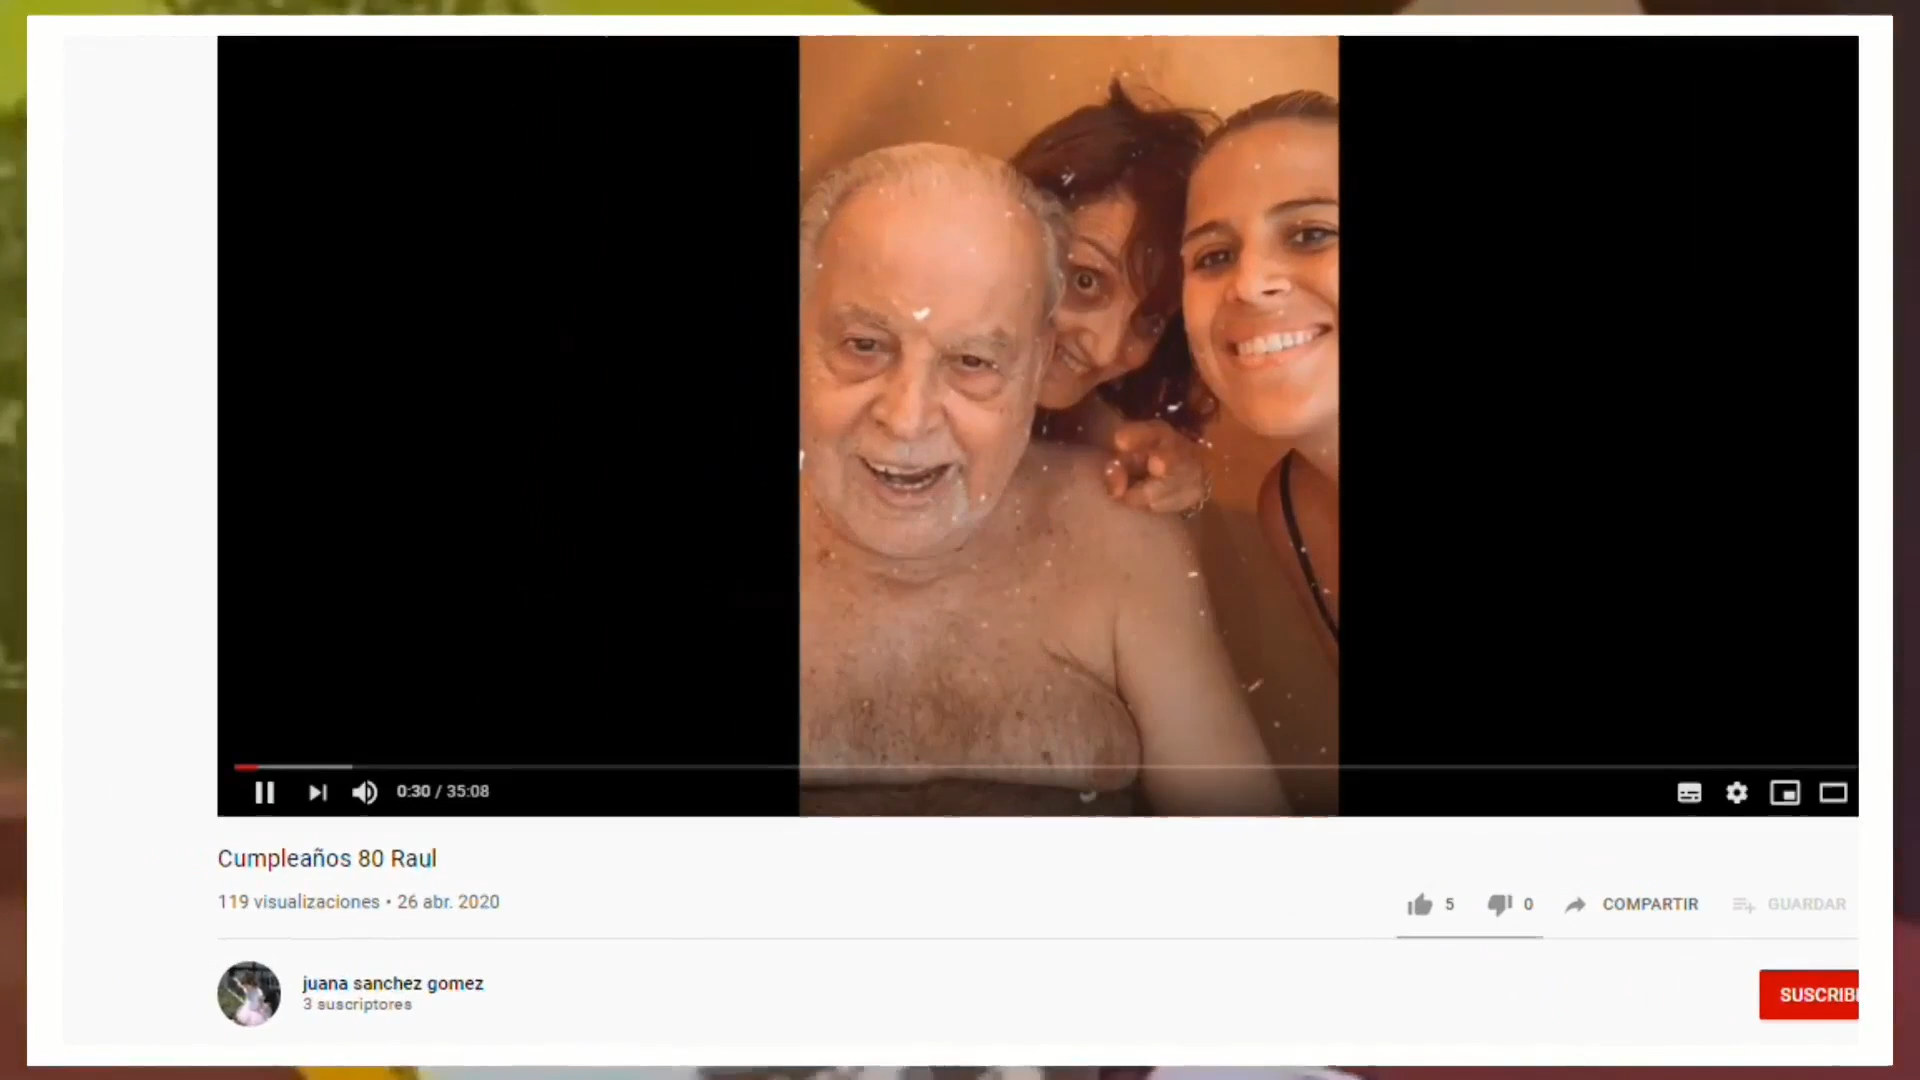 0:30 / 35:08
Cumpleaños 80 Raul
119 visualizaciones • 26 abr. 2020
5
0
COMPARTIR
GUARDAR
juana sanchez gomez
3 suscriptores
SUSCRIB